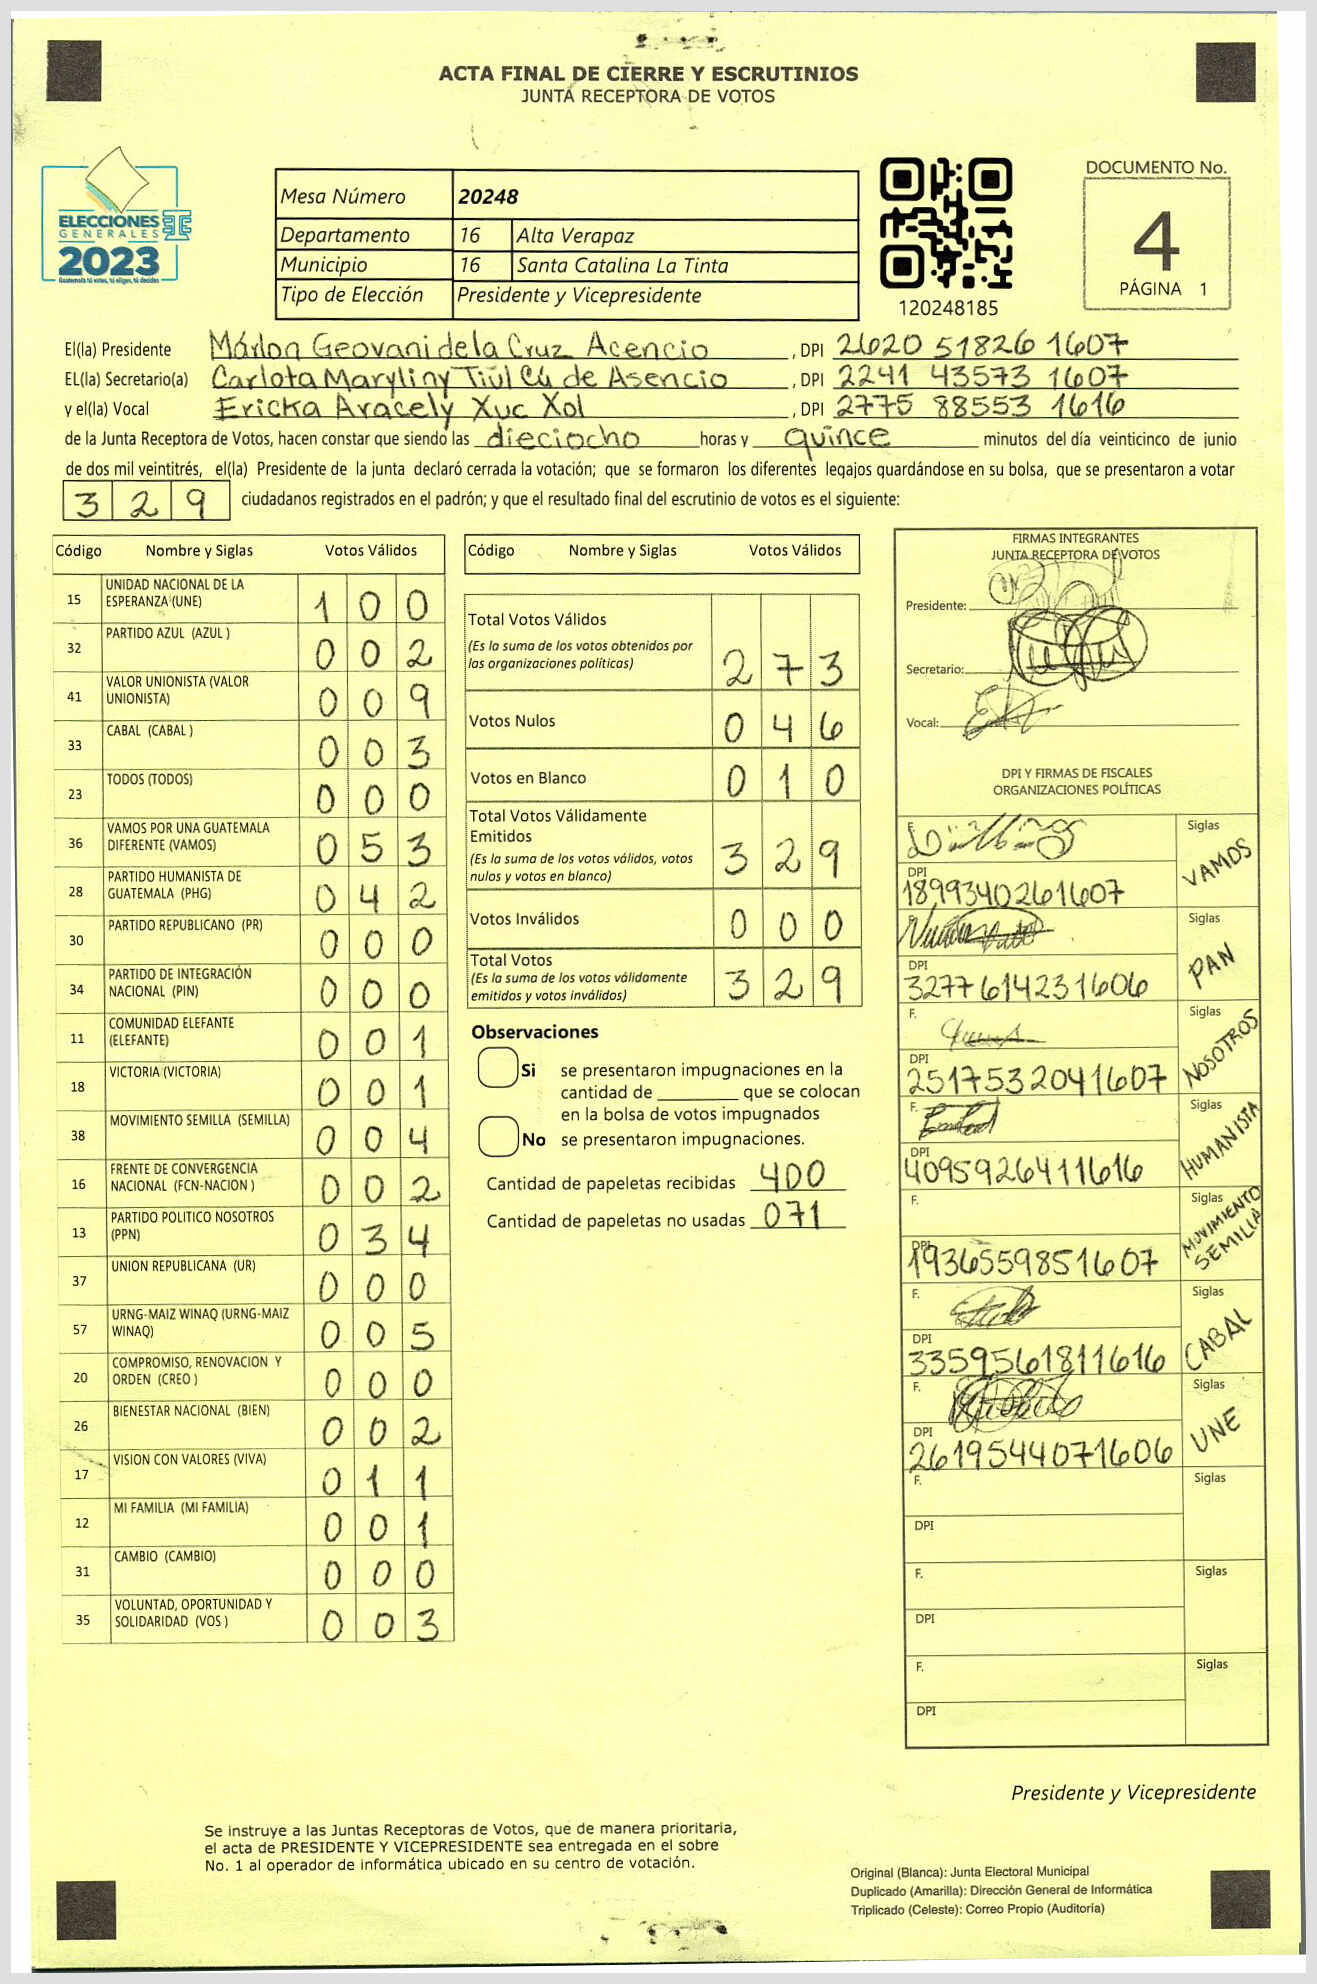 ACTA FINAL DE CIERRE Y ESCRUTINIOS
JUNTA RECEPTORA DE VOTOS
ELECCIONES
GENERALES
2023
Guatemala tú votas, tú eliges, tú decides
Mesa Número 20248
Departamento 16 Alta Verapaz
Municipio 16 Santa Catalina La Tinta
Tipo de Elección Presidente y Vicepresidente
120248185
DOCUMENTO No.
4
PÁGINA 1
El(la) Presidente Márlon Geovani de la Cruz Acencio , DPI 2620 51826 1607
EL(la) Secretario(a) Carlota Maryliny Tiul Cú de Asencio , DPI 2241 43573 1607
y el(la) Vocal Ericka Aracely Xuc Xol , DPI 2775 88553 1616
de la Junta Receptora de Votos, hacen constar que siendo las dieciocho horas y quince minutos del día veinticinco de junio
de dos mil veintitrés, el(la) Presidente de la junta declaró cerrada la votación; que se formaron los diferentes legajos guardándose en su bolsa, que se presentaron a votar
3 2 9 ciudadanos registrados en el padrón; y que el resultado final del escrutinio de votos es el siguiente:
Código Nombre y Siglas Votos Válidos
15 UNIDAD NACIONAL DE LA ESPERANZA (UNE) 1 0 0
32 PARTIDO AZUL (AZUL ) 0 0 2
41 VALOR UNIONISTA (VALOR UNIONISTA) 0 0 9
33 CABAL (CABAL ) 0 0 3
23 TODOS (TODOS) 0 0 0
36 VAMOS POR UNA GUATEMALA DIFERENTE (VAMOS) 0 5 3
28 PARTIDO HUMANISTA DE GUATEMALA (PHG) 0 4 2
30 PARTIDO REPUBLICANO (PR) 0 0 0
34 PARTIDO DE INTEGRACIÓN NACIONAL (PIN) 0 0 0
11 COMUNIDAD ELEFANTE (ELEFANTE) 0 0 1
18 VICTORIA (VICTORIA) 0 0 1
38 MOVIMIENTO SEMILLA (SEMILLA) 0 0 4
16 FRENTE DE CONVERGENCIA NACIONAL (FCN-NACION ) 0 0 2
13 PARTIDO POLITICO NOSOTROS (PPN) 0 3 4
37 UNION REPUBLICANA (UR) 0 0 0
57 URNG-MAIZ WINAQ (URNG-MAIZ WINAQ) 0 0 5
20 COMPROMISO, RENOVACION Y ORDEN (CREO ) 0 0 0
26 BIENESTAR NACIONAL (BIEN) 0 0 2
17 VISION CON VALORES (VIVA) 0 1 1
12 MI FAMILIA (MI FAMILIA) 0 0 1
31 CAMBIO (CAMBIO) 0 0 0
35 VOLUNTAD, OPORTUNIDAD Y SOLIDARIDAD (VOS ) 0 0 3
Código Nombre y Siglas Votos Válidos
Total Votos Válidos
(Es la suma de los votos obtenidos por
las organizaciones políticas) 2 7 3
Votos Nulos 0 4 6
Votos en Blanco 0 1 0
Total Votos Válidamente
Emitidos
(Es la suma de los votos válidos, votos
nulos y votos en blanco) 3 2 9
Votos Inválidos 0 0 0
Total Votos
(Es la suma de los votos válidamente
emitidos y votos inválidos) 3 2 9
Observaciones
Si se presentaron impugnaciones en la
cantidad de ________ que se colocan
en la bolsa de votos impugnados
No se presentaron impugnaciones.
Cantidad de papeletas recibidas 400
Cantidad de papeletas no usadas 071
FIRMAS INTEGRANTES
JUNTA RECEPTORA DE VOTOS
Presidente:
Secretario:
Vocal:
DPI Y FIRMAS DE FISCALES
ORGANIZACIONES POLÍTICAS
F. Siglas VAMOS
DPI 1899340261607
Siglas PAN
DPI 3277614231606
F. Siglas NOSOTROS
DPI 2517532041607
F. Siglas HUMANISTA
DPI 4095926411616
F. Siglas MOVIMIENTO SEMILLA
DPI 1936559851607
F. Siglas CABAL
DPI 3359561811616
F. Siglas UNE
DPI 2619544071606
F. Siglas
DPI
F. Siglas
DPI
F. Siglas
DPI
Presidente y Vicepresidente
Se instruye a las Juntas Receptoras de Votos, que de manera prioritaria,
el acta de PRESIDENTE Y VICEPRESIDENTE sea entregada en el sobre
No. 1 al operador de informática ubicado en su centro de votación.
Original (Blanca): Junta Electoral Municipal
Duplicado (Amarilla): Dirección General de Informática
Triplicado (Celeste): Correo Propio (Auditoría)